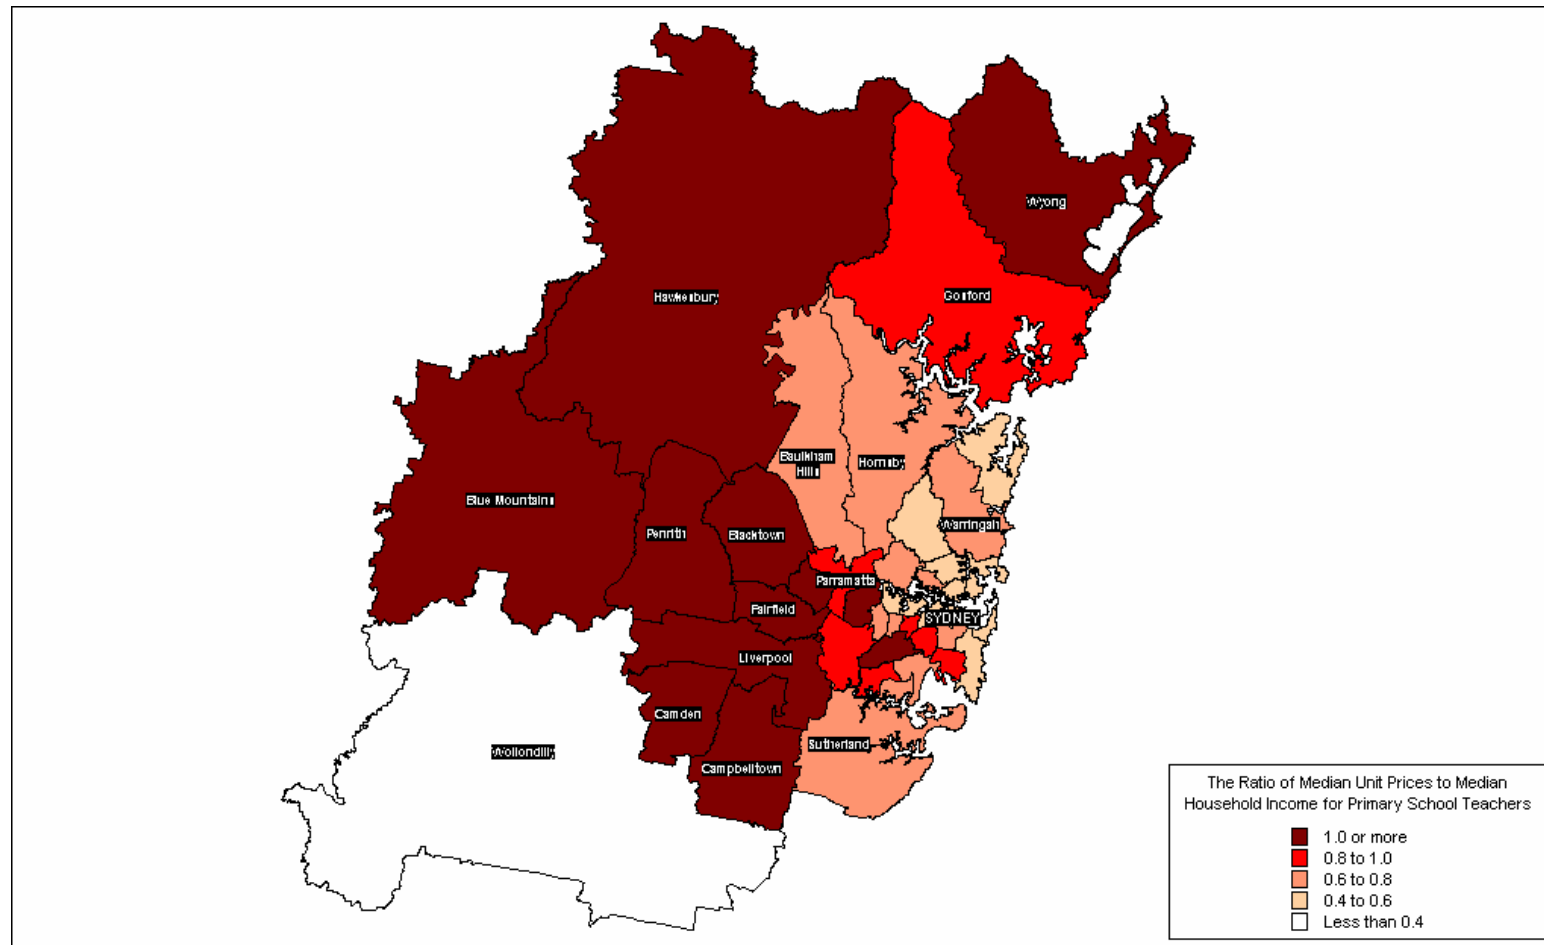 Wyong
Hawkesbury
Gosford
Baulkham
Hills
Hornsby
Blue Mountains
Warringah
Penrith
Blacktown
Parramatta
Fairfield
SYDNEY
Liverpool
Camden
Sutherland
Wollondilly
Campbelltown
The Ratio of Median Unit Prices to Median
Household Income for Primary School Teachers
1.0 or more
0.8 to 1.0
0.6 to 0.8
0.4 to 0.6
Less than 0.4